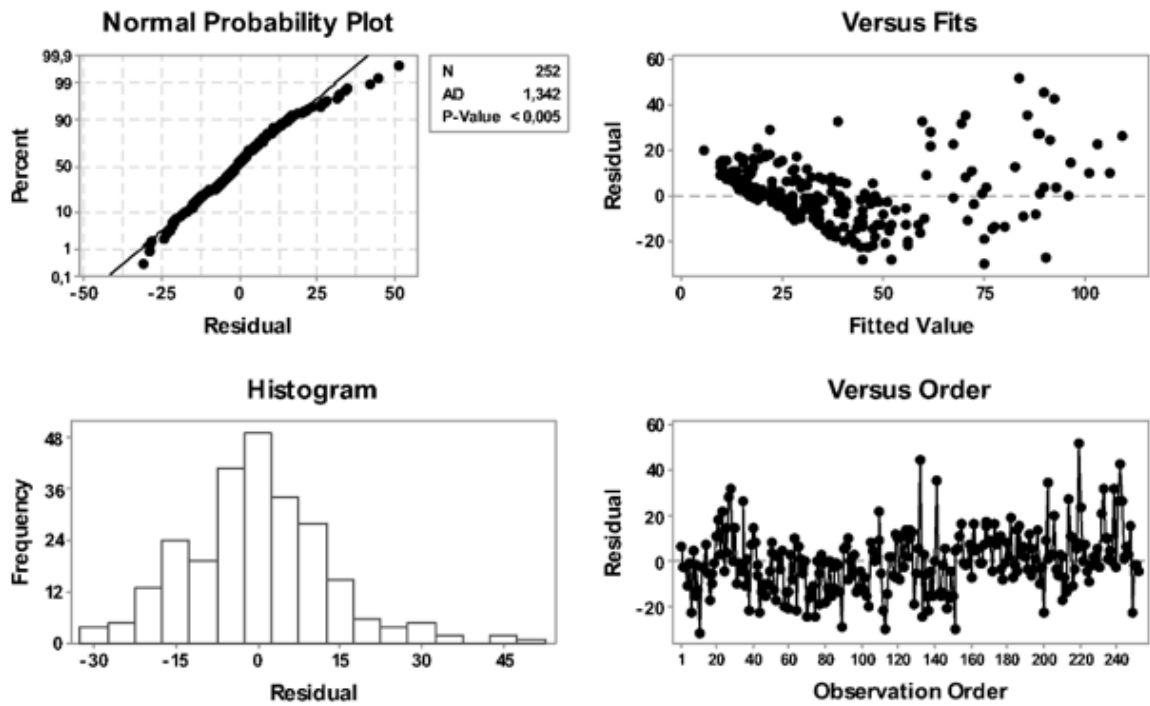 Normal Probability Plot
99,9
99
90
50
10
1
0,1
Percent
-50 -25 0 25 50
Residual
N 252
AD 1,342
P-Value < 0,005
Versus Fits
60
40
20
0
-20
Residual
0 25 50 75 100
Fitted Value
Histogram
48
36
24
12
0
Frequency
-30 -15 0 15 30 45
Residual
Versus Order
60
40
20
0
-20
Residual
1 20 40 60 80 100 120 140 160 180 200 220 240
Observation Order